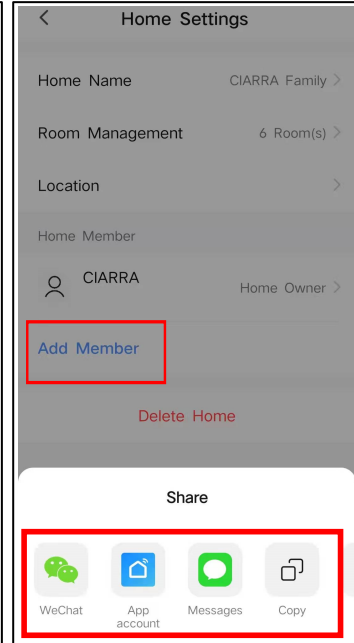 Home Settings
Home Name CIARRA Family
Room Management 6 Room(s)
Location
Home Member
CIARRA
Home Owner
Add Member
Delete Home
Share
WeChat App account Messages Copy